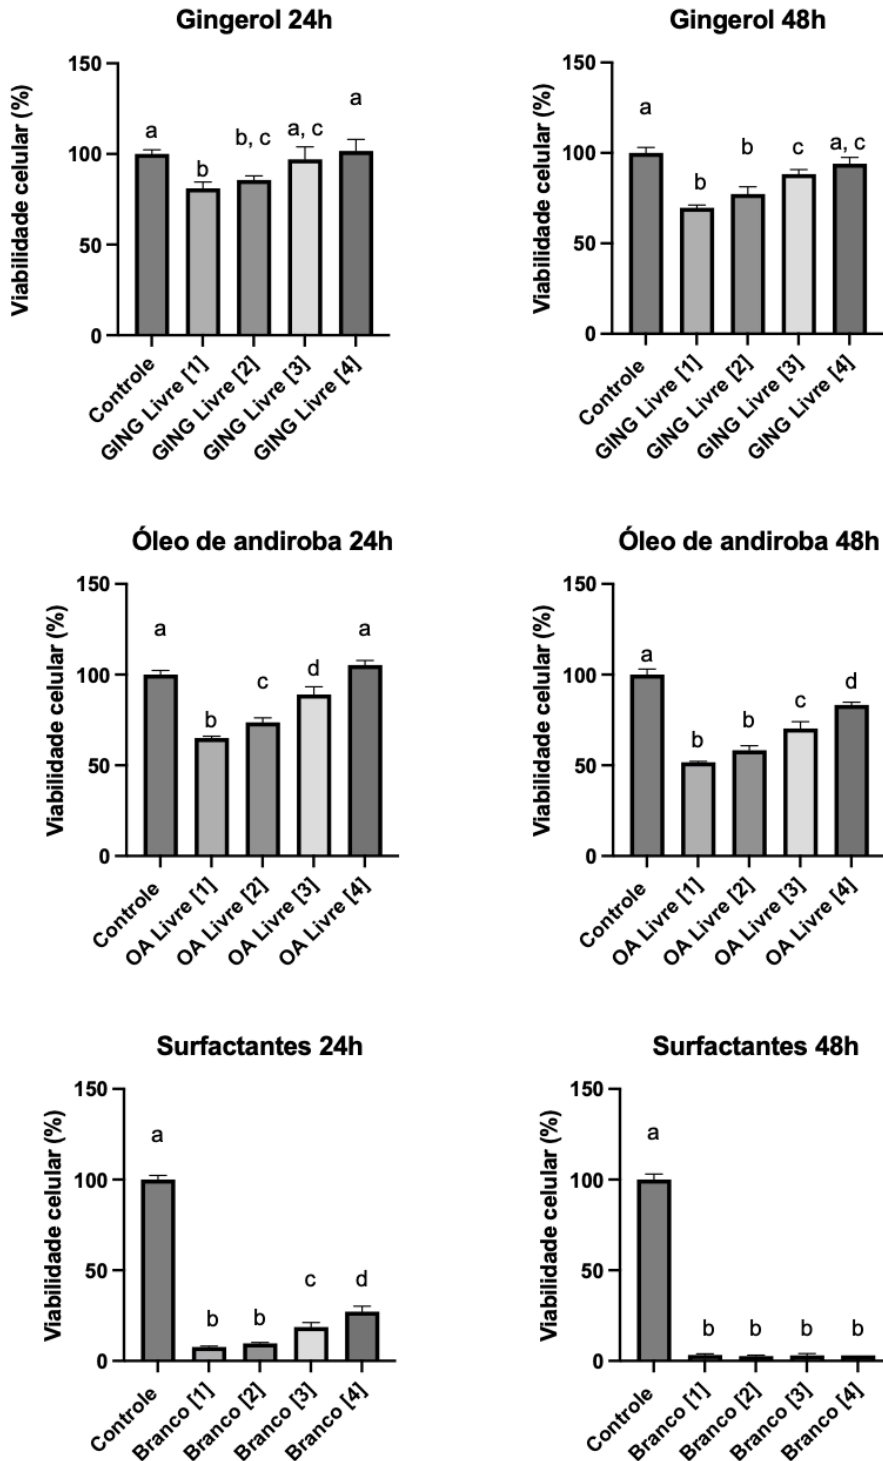 Gingerol 24h
Viabilidade celular (%)
150
100
50
0
a
b
b, c
a, c
a
Controle
GING Livre [1]
GING Livre [2]
GING Livre [3]
GING Livre [4]
Gingerol 48h
Viabilidade celular (%)
150
100
50
0
a
b
b
c
a, c
Controle
GING Livre [1]
GING Livre [2]
GING Livre [3]
GING Livre [4]
Óleo de andiroba 24h
Viabilidade celular (%)
150
100
50
0
a
b
c
d
a
Controle
OA Livre [1]
OA Livre [2]
OA Livre [3]
OA Livre [4]
Óleo de andiroba 48h
Viabilidade celular (%)
150
100
50
0
a
b
b
c
d
Controle
OA Livre [1]
OA Livre [2]
OA Livre [3]
OA Livre [4]
Surfactantes 24h
Viabilidade celular (%)
150
100
50
0
a
b
b
c
d
Controle
Branco [1]
Branco [2]
Branco [3]
Branco [4]
Surfactantes 48h
Viabilidade celular (%)
150
100
50
0
a
b
b
b
b
Controle
Branco [1]
Branco [2]
Branco [3]
Branco [4]